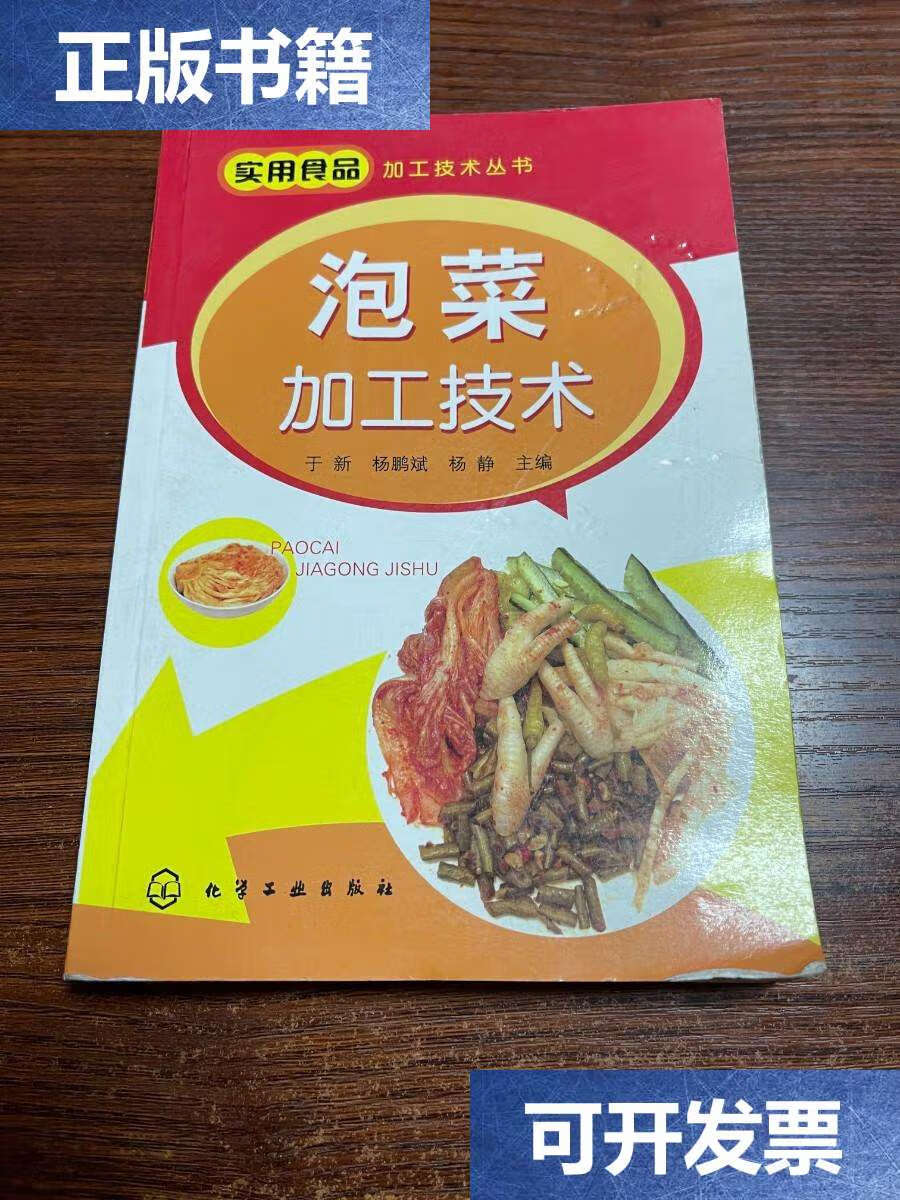 正版书籍
实用食品 加工技术丛书
泡菜
加工技术
于新 杨鹏斌 杨静 主编
PAOCAI
JIAGONG JISHU
化学工业出版社
可开发票